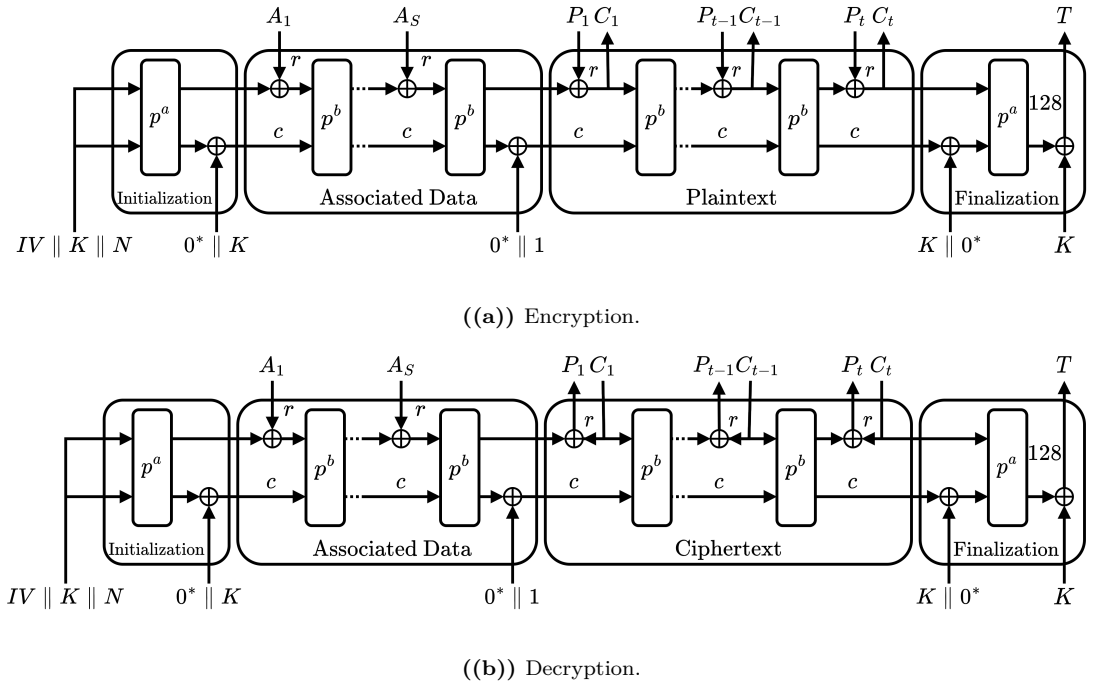 A_1 A_S P_1 C_1 P_{t−1} C_{t−1} P_t C_t T
r r r r r
p^a p^b p^b p^b p^b p^a 128
c c c c c
Initialization Associated Data Plaintext Finalization
IV ∥ K ∥ N 0* ∥ K 0* ∥ 1 K ∥ 0* K
((a)) Encryption.
A_1 A_S P_1 C_1 P_{t−1} C_{t−1} P_t C_t T
r r r r r
p^a p^b p^b p^b p^b p^a 128
c c c c c
Initialization Associated Data Ciphertext Finalization
IV ∥ K ∥ N 0* ∥ K 0* ∥ 1 K ∥ 0* K
((b)) Decryption.